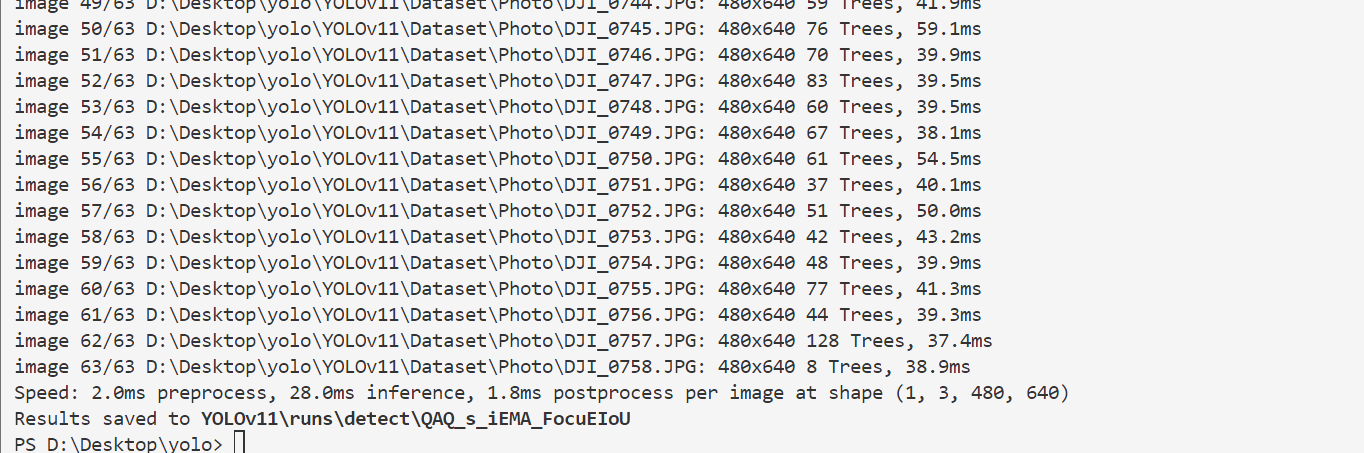 image 49/63 D:\Desktop\yolo\YOLOv11\Dataset\Photo\DJI_0744.JPG: 480x640 59 Trees, 41.9ms
image 50/63 D:\Desktop\yolo\YOLOv11\Dataset\Photo\DJI_0745.JPG: 480x640 76 Trees, 59.1ms
image 51/63 D:\Desktop\yolo\YOLOv11\Dataset\Photo\DJI_0746.JPG: 480x640 70 Trees, 39.9ms
image 52/63 D:\Desktop\yolo\YOLOv11\Dataset\Photo\DJI_0747.JPG: 480x640 83 Trees, 39.5ms
image 53/63 D:\Desktop\yolo\YOLOv11\Dataset\Photo\DJI_0748.JPG: 480x640 60 Trees, 39.5ms
image 54/63 D:\Desktop\yolo\YOLOv11\Dataset\Photo\DJI_0749.JPG: 480x640 67 Trees, 38.1ms
image 55/63 D:\Desktop\yolo\YOLOv11\Dataset\Photo\DJI_0750.JPG: 480x640 61 Trees, 54.5ms
image 56/63 D:\Desktop\yolo\YOLOv11\Dataset\Photo\DJI_0751.JPG: 480x640 37 Trees, 40.1ms
image 57/63 D:\Desktop\yolo\YOLOv11\Dataset\Photo\DJI_0752.JPG: 480x640 51 Trees, 50.0ms
image 58/63 D:\Desktop\yolo\YOLOv11\Dataset\Photo\DJI_0753.JPG: 480x640 42 Trees, 43.2ms
image 59/63 D:\Desktop\yolo\YOLOv11\Dataset\Photo\DJI_0754.JPG: 480x640 48 Trees, 39.9ms
image 60/63 D:\Desktop\yolo\YOLOv11\Dataset\Photo\DJI_0755.JPG: 480x640 77 Trees, 41.3ms
image 61/63 D:\Desktop\yolo\YOLOv11\Dataset\Photo\DJI_0756.JPG: 480x640 44 Trees, 39.3ms
image 62/63 D:\Desktop\yolo\YOLOv11\Dataset\Photo\DJI_0757.JPG: 480x640 128 Trees, 37.4ms
image 63/63 D:\Desktop\yolo\YOLOv11\Dataset\Photo\DJI_0758.JPG: 480x640 8 Trees, 38.9ms
Speed: 2.0ms preprocess, 28.0ms inference, 1.8ms postprocess per image at shape (1, 3, 480, 640)
Results saved to YOLOv11\runs\detect\QAQ_s_iEMA_FocuEIoU
PS D:\Desktop\yolo>